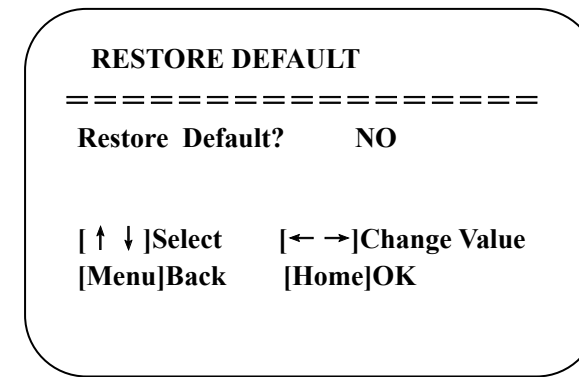 RESTORE DEFAULT
=================
Restore Default? NO
[↑ ↓]Select [← →]Change Value
[Menu]Back [Home]OK